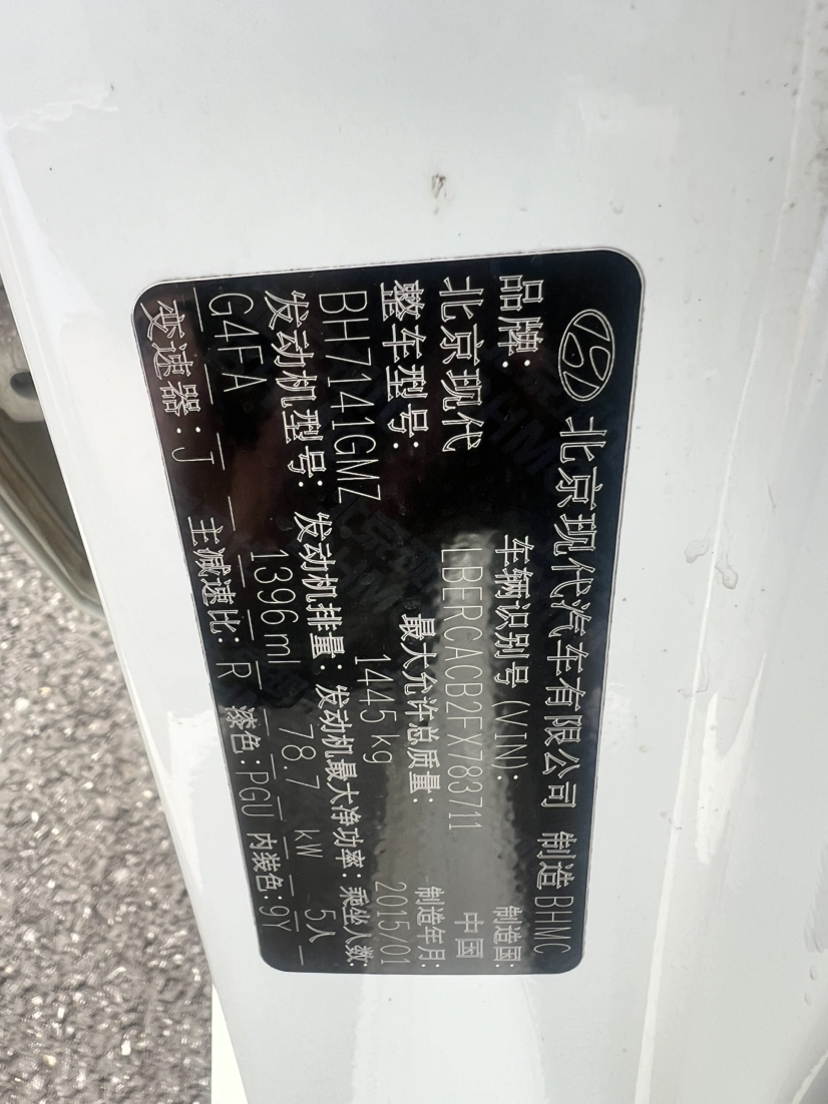 北京现代汽车有限公司 制造 BHMC
品牌: 车辆识别号 (VIN): 制造国:
北京现代 LBERCACB2FX783711 中国
整车型号: 最大允许总质量: 制造年月:
BH7141GMZ 1445 kg 2015/01
发动机型号: 发动机排量: 发动机最大净功率: 乘坐人数:
G4FA 1396 ml 78.7 kW 5人
变速器: J 主减速比: R 漆色: PGU 内装色: 9Y